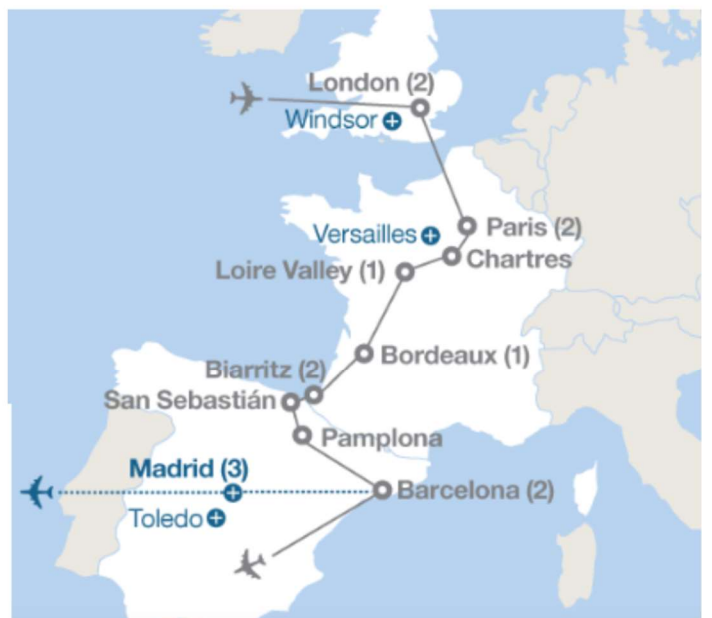 London (2)
Windsor
Versailles
Paris (2)
Chartres
Loire Valley (1)
Bordeaux (1)
Biarritz (2)
San Sebastián
Pamplona
Madrid (3)
Barcelona (2)
Toledo